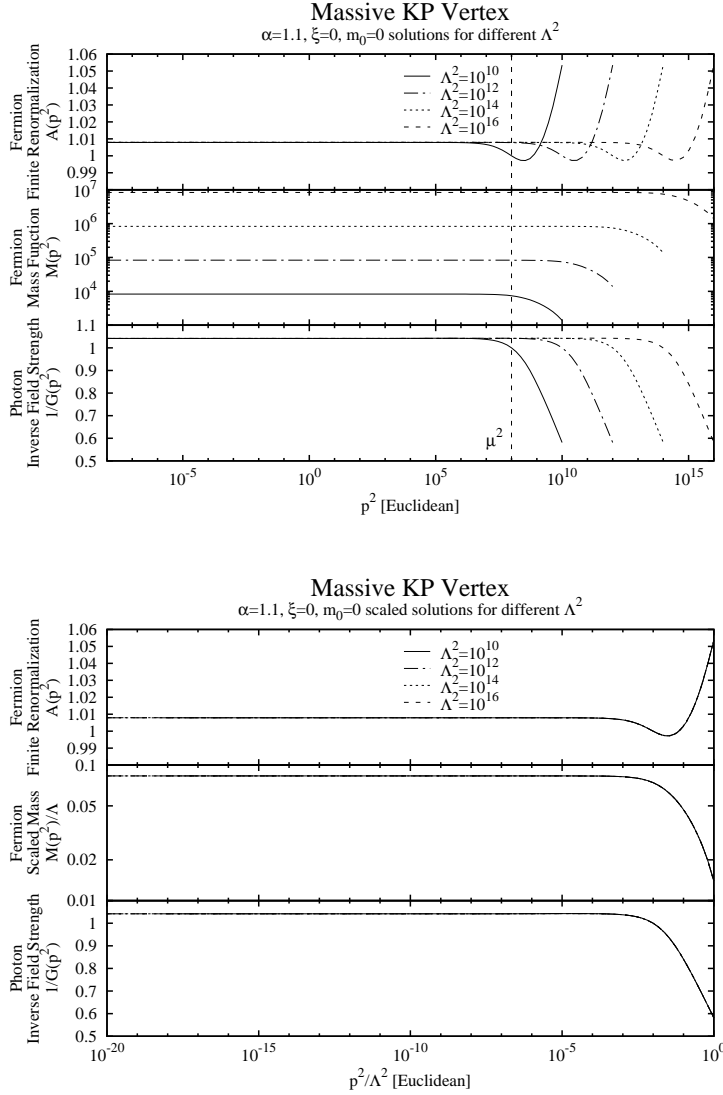 Massive KP Vertex
α=1.1, ξ=0, m₀=0 solutions for different Λ²
Fermion
Finite Renormalization
A(p²)
1.06
1.05
1.04
1.03
1.02
1.01
1
0.99
Λ²=10¹⁰
Λ²=10¹²
Λ²=10¹⁴
Λ²=10¹⁶
Fermion
Mass Function
M(p²)
10⁷
10⁶
10⁵
10⁴
Photon
Inverse Field Strength
1/G(p²)
1.1
1
0.9
0.8
0.7
0.6
0.5
μ²
10⁻⁵ 10⁰ 10⁵ 10¹⁰ 10¹⁵
p² [Euclidean]
Massive KP Vertex
α=1.1, ξ=0, m₀=0 scaled solutions for different Λ²
Fermion
Finite Renormalization
A(p²)
1.06
1.05
1.04
1.03
1.02
1.01
1
0.99
Λ²=10¹⁰
Λ²=10¹²
Λ²=10¹⁴
Λ²=10¹⁶
Fermion
Scaled Mass
M(p²)/Λ
0.1
0.05
0.02
0.01
Photon
Inverse Field Strength
1/G(p²)
1
0.9
0.8
0.7
0.6
0.5
10⁻²⁰ 10⁻¹⁵ 10⁻¹⁰ 10⁻⁵ 10⁰
p²/Λ² [Euclidean]